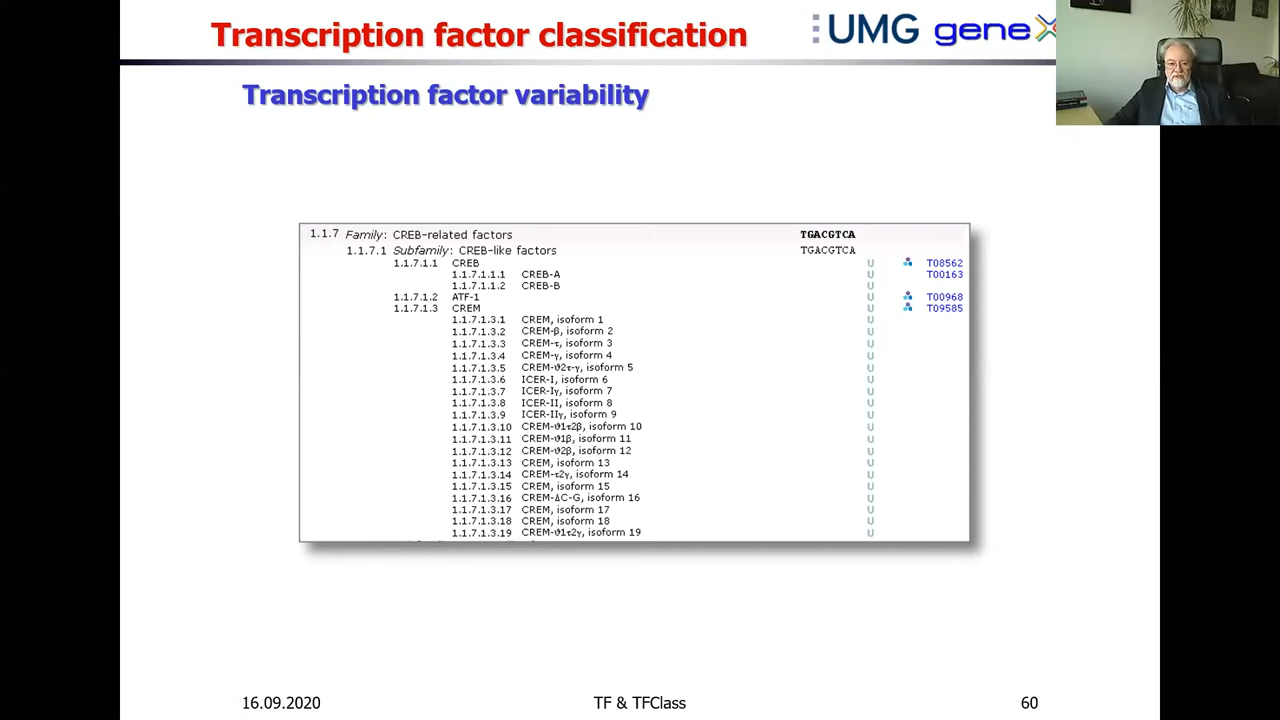 Transcription factor classification
UMG geneX
Transcription factor variability
1.1.7 Family: CREB-related factors TGACGTCA
1.1.7.1 Subfamily: CREB-like factors TGACGTCA
1.1.7.1.1 CREB U T08562
1.1.7.1.1.1 CREB-A U T00163
1.1.7.1.1.2 CREB-B U
1.1.7.1.2 ATF-1 U T00968
1.1.7.1.3 CREM U T09585
1.1.7.1.3.1 CREM, isoform 1 U
1.1.7.1.3.2 CREM-β, isoform 2 U
1.1.7.1.3.3 CREM-τ, isoform 3 U
1.1.7.1.3.4 CREM-γ, isoform 4 U
1.1.7.1.3.5 CREM-ϑ2τ-γ, isoform 5 U
1.1.7.1.3.6 ICER-I, isoform 6 U
1.1.7.1.3.7 ICER-Iγ, isoform 7 U
1.1.7.1.3.8 ICER-II, isoform 8 U
1.1.7.1.3.9 ICER-IIγ, isoform 9 U
1.1.7.1.3.10 CREM-ϑ1τ2β, isoform 10 U
1.1.7.1.3.11 CREM-ϑ1β, isoform 11 U
1.1.7.1.3.12 CREM-ϑ2β, isoform 12 U
1.1.7.1.3.13 CREM, isoform 13 U
1.1.7.1.3.14 CREM-τ2γ, isoform 14 U
1.1.7.1.3.15 CREM, isoform 15 U
1.1.7.1.3.16 CREM-ΔC-G, isoform 16 U
1.1.7.1.3.17 CREM, isoform 17 U
1.1.7.1.3.18 CREM, isoform 18 U
1.1.7.1.3.19 CREM-ϑ1τ2γ, isoform 19 U
16.09.2020 TF & TFClass 60